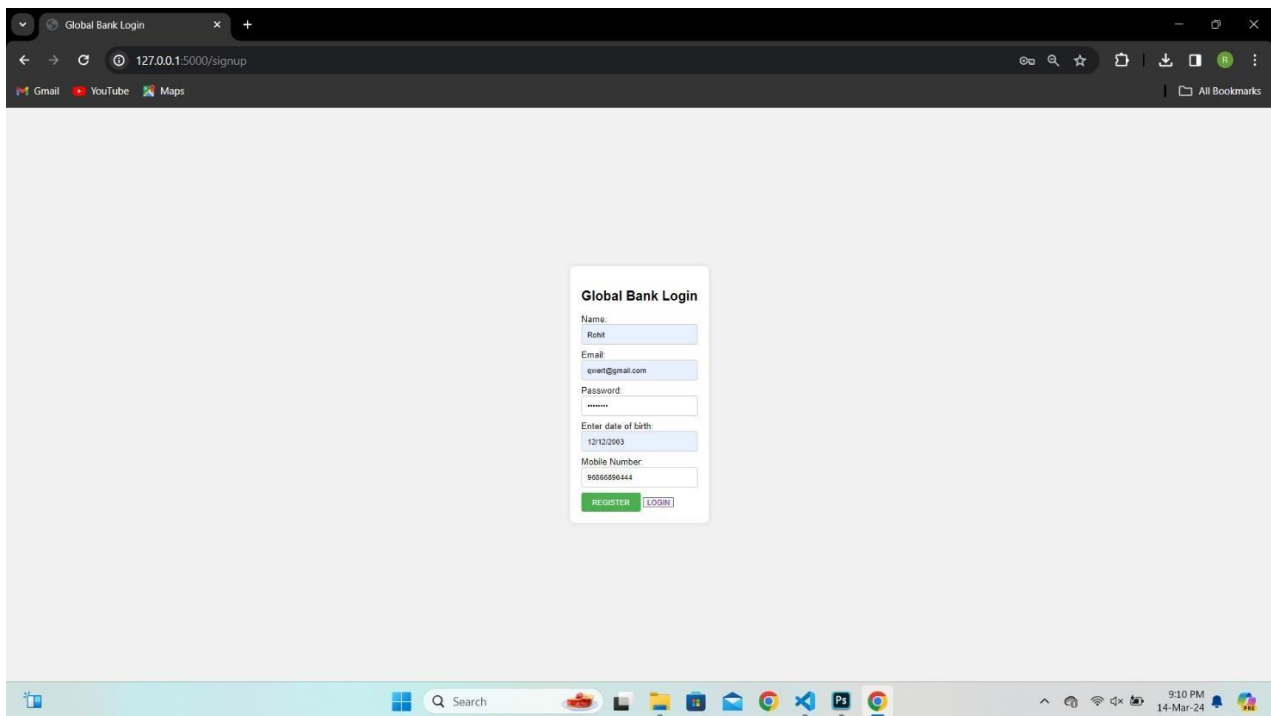 Global Bank Login
127.0.0.1:5000/signup
Gmail YouTube Maps
All Bookmarks
Global Bank Login
Name:
Rohit
Email:
qwert@gmail.com
Password:
••••••••
Enter date of birth:
12/12/2003
Mobile Number:
96866896444
REGISTER LOGIN
Search
Ps
9:10 PM
14-Mar-24
PRE